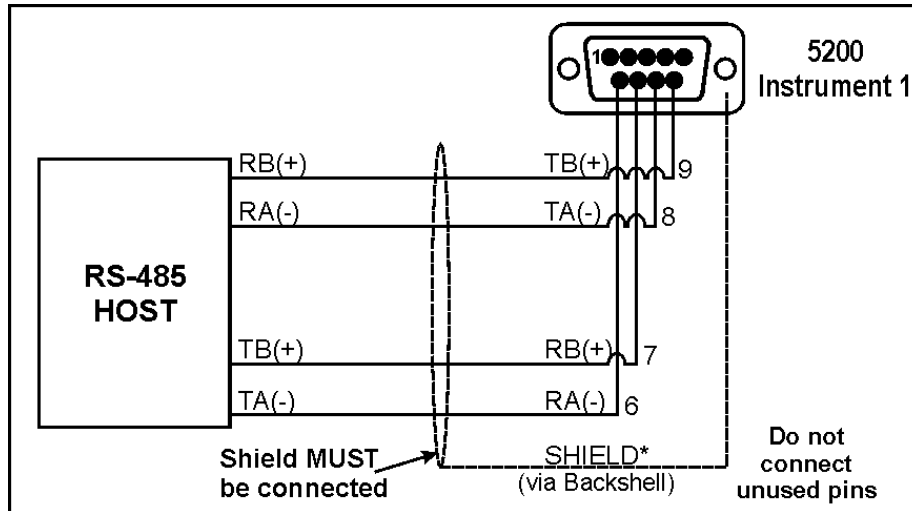 1
5200
Instrument 1
RB(+)
TB(+)
9
RA(-)
TA(-)
8
RS-485
HOST
TB(+)
RB(+)
7
TA(-)
RA(-)
6
Shield MUST
be connected
SHIELD*
(via Backshell)
Do not
connect
unused pins